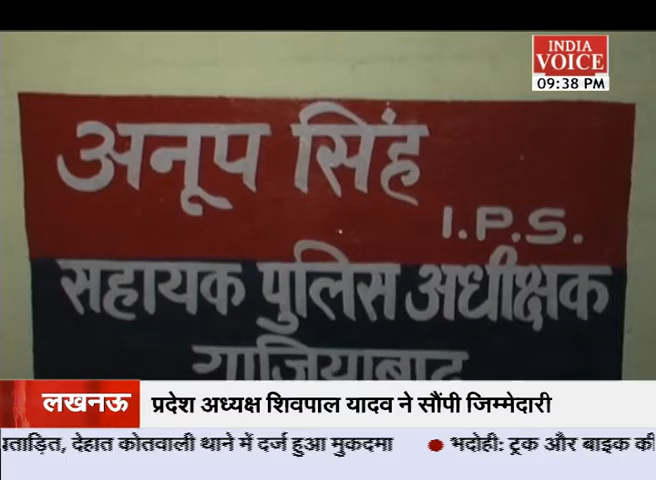 INDIA
VOICE
09:38 PM
अनूप सिंह
I.P.S.
सहायक पुलिस अधीक्षक
गाजियाबाद
लखनऊ
प्रदेश अध्यक्ष शिवपाल यादव ने सौंपी जिम्मेदारी
देहात कोतवाली थाने में दर्ज हुआ मुकदमा
भदोही: ट्रक और बाइक की